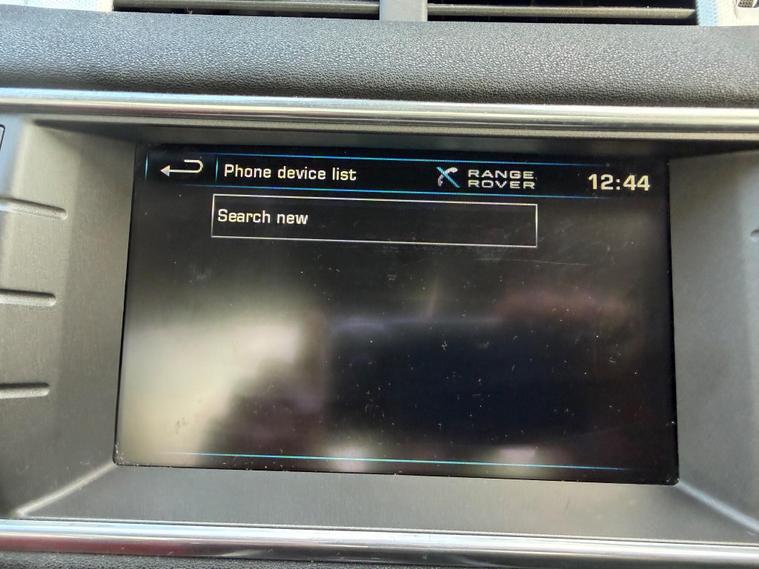 Phone device list
RANGE
ROVER
12:44
Search new